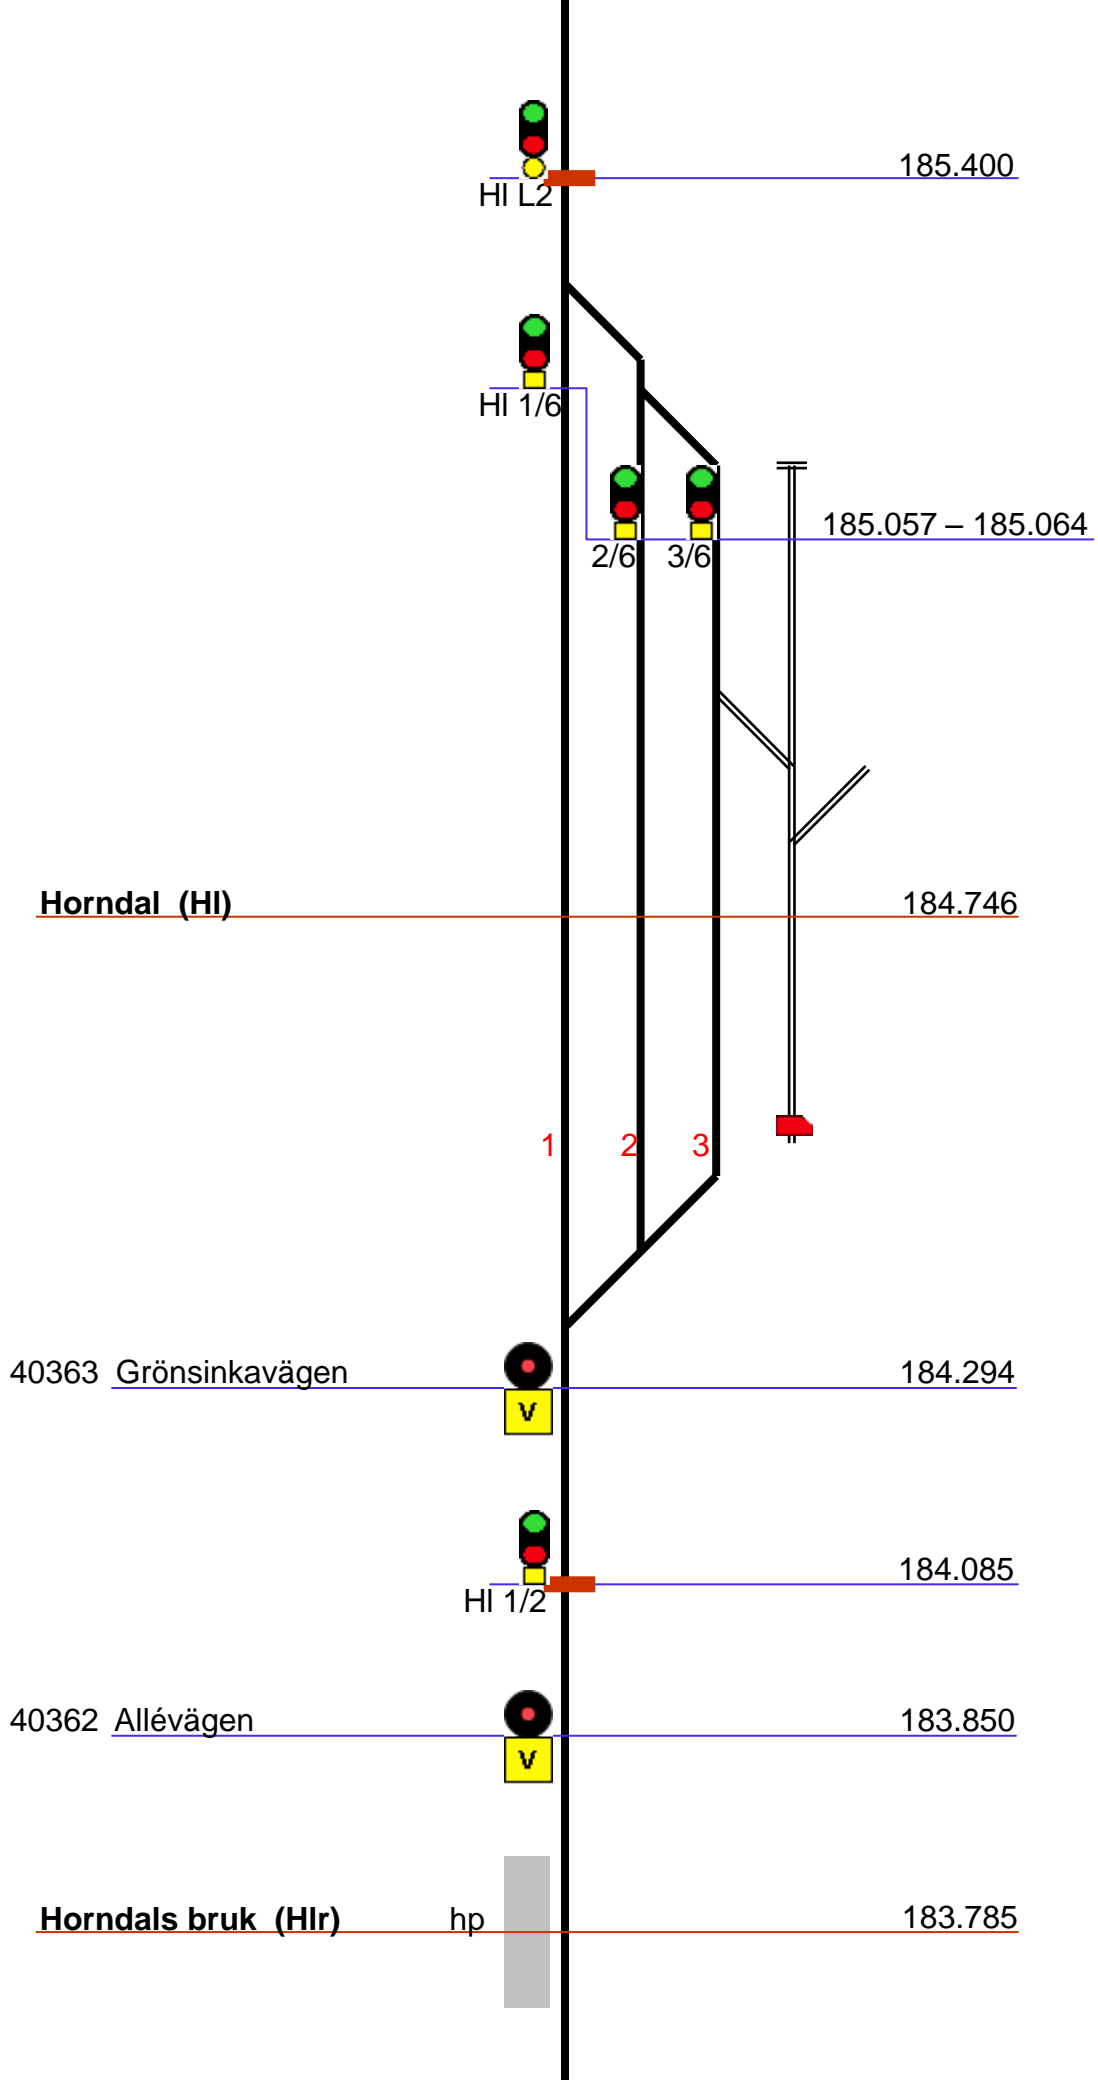 185.400
Hl L2
Hl 1/6
185.057 – 185.064
2/6 3/6
Horndal (Hl) 184.746
1 2 3
40363 Grönsinkavägen 184.294
V
184.085
Hl 1/2
40362 Allévägen 183.850
V
Horndals bruk (Hlr) hp 183.785